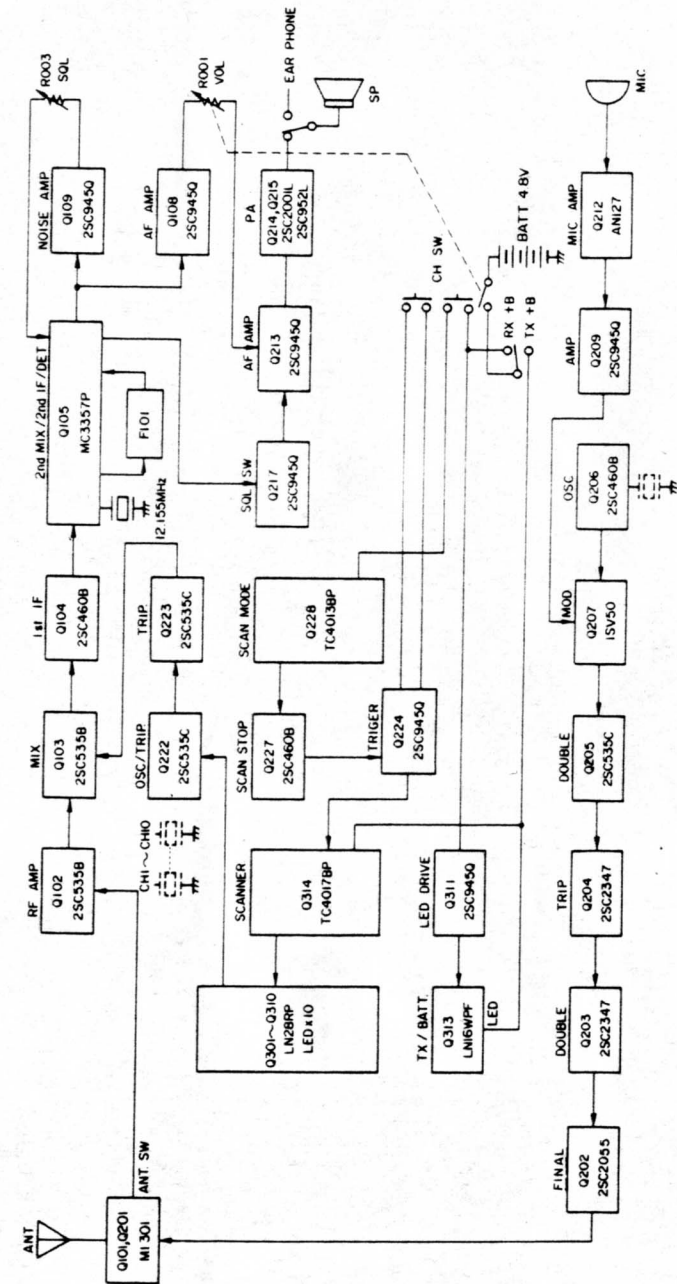 ANT
Q101,Q201
MI 301
ANT. SW
RF AMP
Q102
2SC535B
MIX
Q103
2SC535B
1st IF
Q104
2SC460B
2nd MIX/2nd IF/DET
Q105
MC3357P
F101
12.155MHz
NOISE AMP
Q109
2SC945Q
R003
SQL
AF AMP
Q108
2SC945Q
R001
VOL
CH1~CH10
OSC/TRIP.
Q222
2SC535C
TRIP.
Q223
2SC535C
SQL SW
Q217
2SC945Q
AF AMP
Q213
2SC945Q
PA
Q214,Q215
2SC2001L
2SC952L
EAR PHONE
SP
Q301~Q310
LN28RP
LED×10
SCANNER
Q314
TC4017BP
SCAN STOP
Q227
2SC460B
SCAN MODE
Q228
TC4013BP
TRIGER
Q224
2SC945Q
CH SW.
TX / BATT.
Q313
LN16WPF
LED
LED DRIVE
Q311
2SC945Q
RX +B
TX +B
BATT 4.8V
FINAL
Q202
2SC2055
DOUBLE
Q203
2SC2347
TRIP
Q204
2SC2347
DOUBLE
Q205
2SC535C
MOD
Q207
1SV50
OSC
Q206
2SC460B
AMP
Q209
2SC945Q
MIC AMP
Q212
AN127
MIC